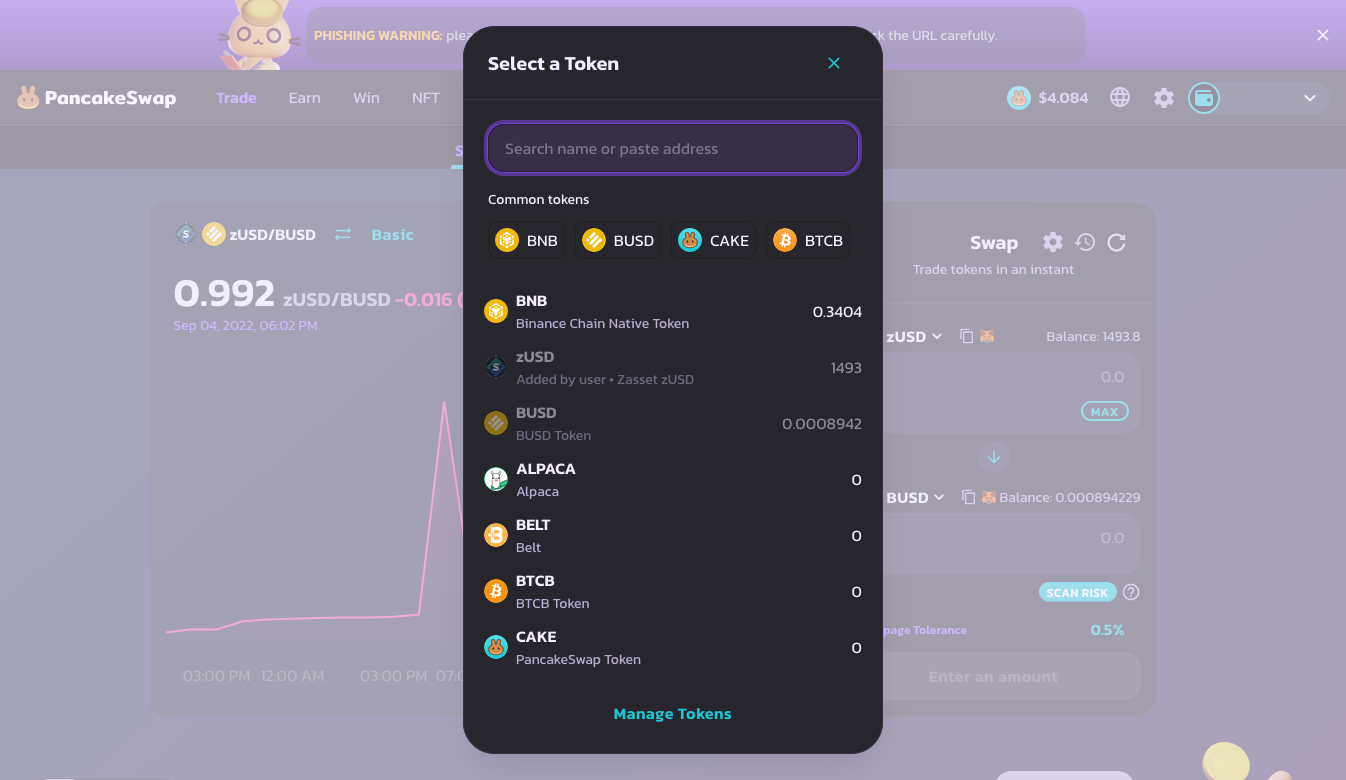 PHISHING WARNING: plea
ck the URL carefully.
PancakeSwap
Trade
Earn
Win
NFT
$4.084
Select a Token
Search name or paste address
Common tokens
BNB
BUSD
CAKE
BTCB
BNB
Binance Chain Native Token
0.3404
zUSD
Added by user • Zasset zUSD
1493
BUSD
BUSD Token
0.0008942
ALPACA
Alpaca
0
BELT
Belt
0
BTCB
BTCB Token
0
CAKE
PancakeSwap Token
0
Manage Tokens
zUSD/BUSD
Basic
0.992 zUSD/BUSD -0.016 (
Sep 04, 2022, 06:02 PM
03:00 PM 12:00 AM 03:00 PM 07:0
Swap
Trade tokens in an instant
zUSD
Balance: 1493.8
0.0
MAX
BUSD
Balance: 0.000894229
0.0
SCAN RISK
page Tolerance
0.5%
Enter an amount